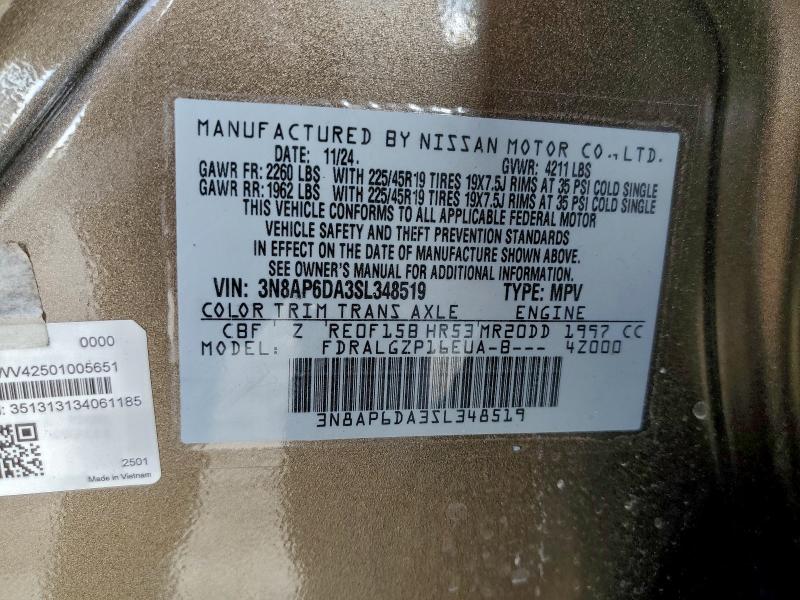 MANUFACTURED BY NISSAN MOTOR CO.,LTD.
DATE: 11/24. GVWR: 4211 LBS
GAWR FR: 2260 LBS WITH 225/45R19 TIRES 19X7.5J RIMS AT 35 PSI COLD SINGLE
GAWR RR: 1962 LBS WITH 225/45R19 TIRES 19X7.5J RIMS AT 35 PSI COLD SINGLE
THIS VEHICLE CONFORMS TO ALL APPLICABLE FEDERAL MOTOR
VEHICLE SAFETY AND THEFT PREVENTION STANDARDS
IN EFFECT ON THE DATE OF MANUFACTURE SHOWN ABOVE.
SEE OWNER'S MANUAL FOR ADDITIONAL INFORMATION.
VIN: 3N8AP6DA3SL348519 TYPE: MPV
COLOR TRIM TRANS AXLE ENGINE
CBF Z RE0F15B HR53 MR20DD 1997 CC
MODEL: FDRALGZP16EUA-B--- 4Z000
3N8AP6DA3SL348519
0000
42501005651
: 351313134061185
2501
Made in Vietnam